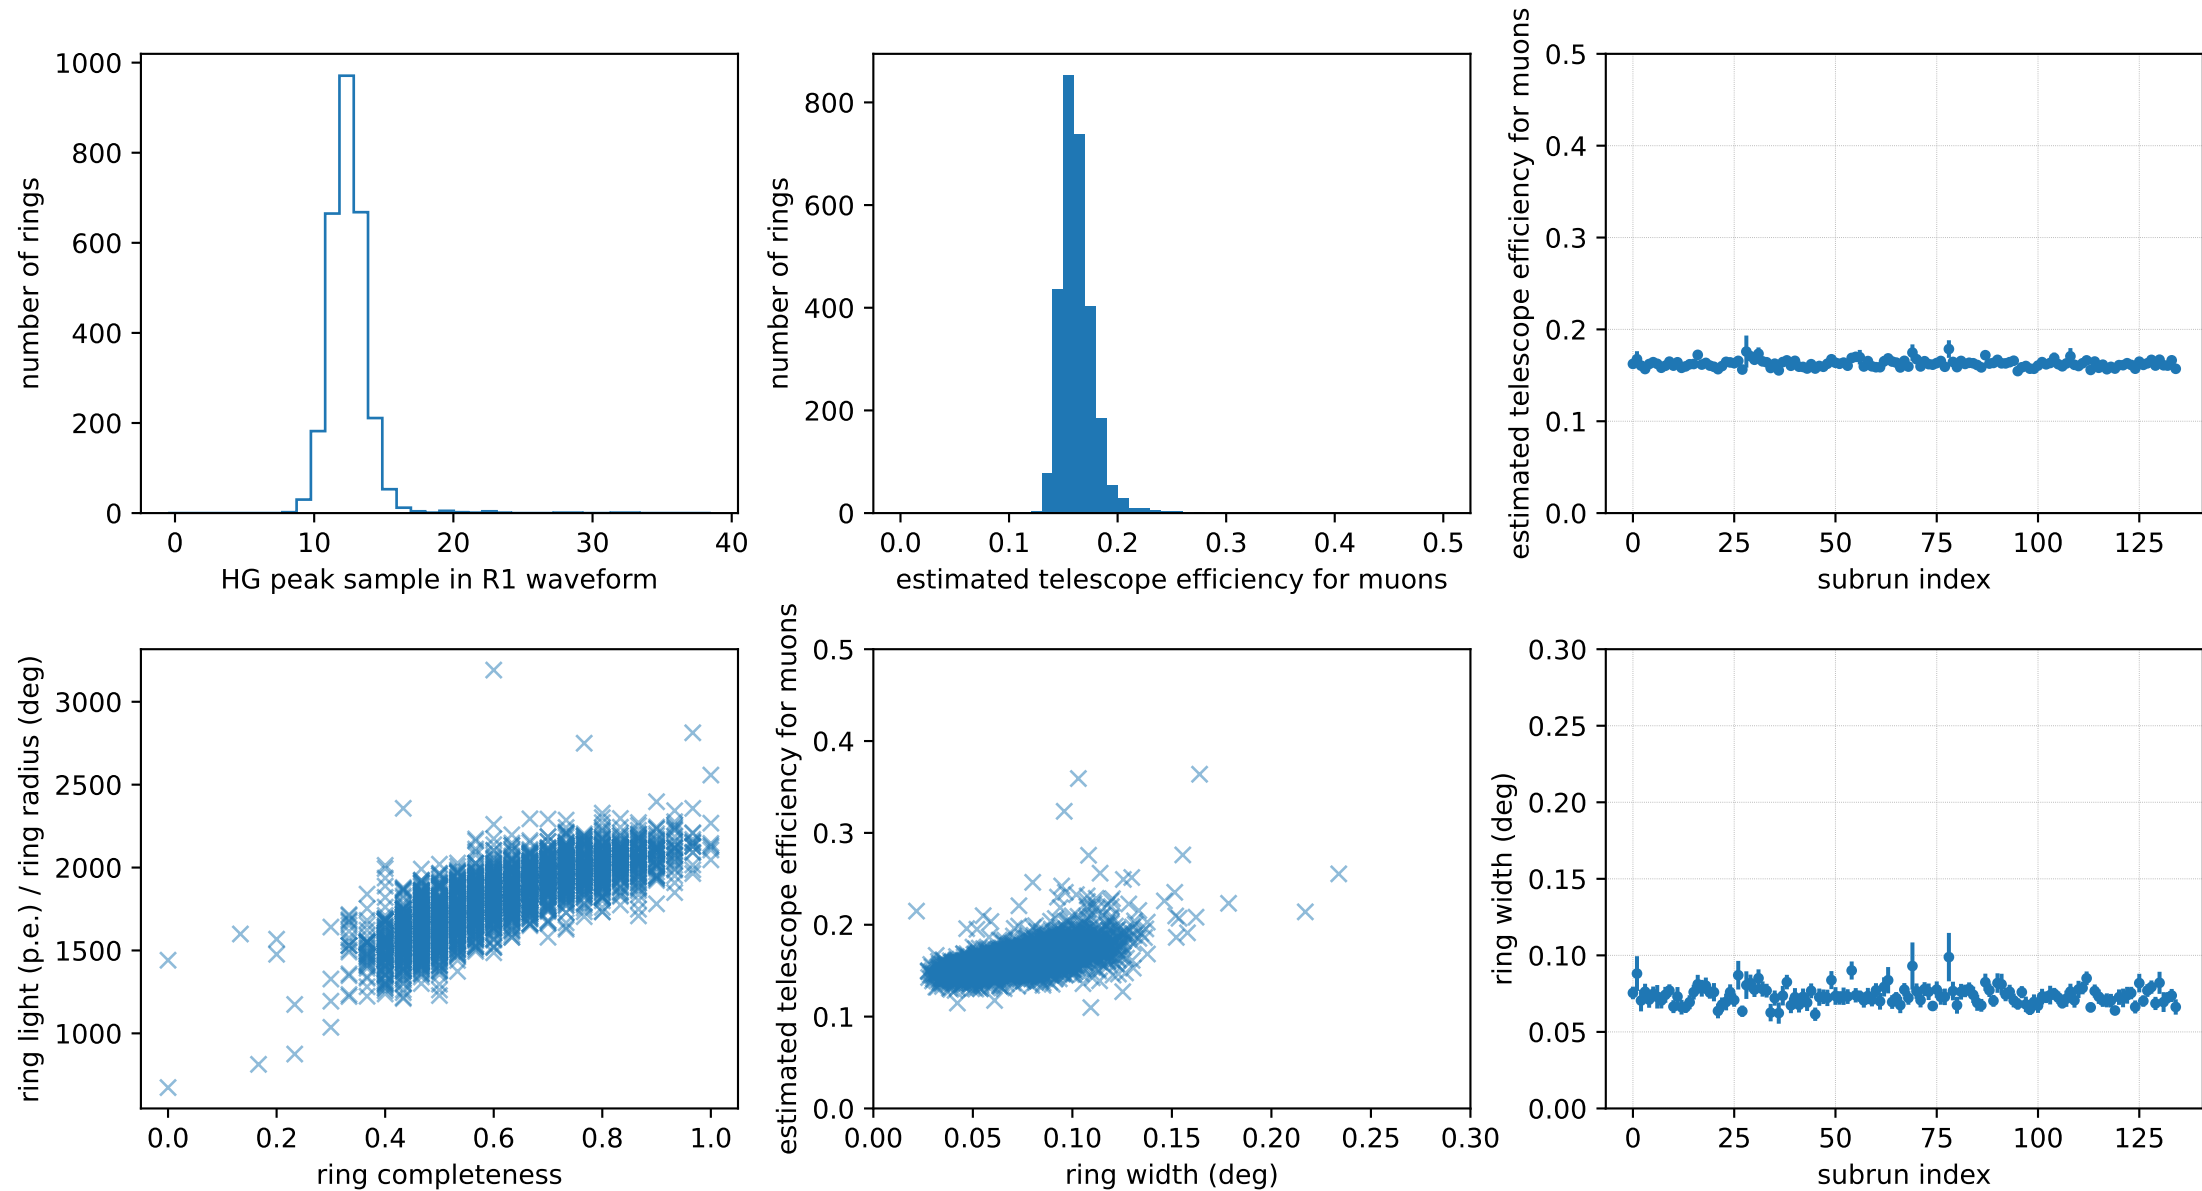 number of rings
1000
800
600
400
200
0
0 10 20 30 40
HG peak sample in R1 waveform
number of rings
800
600
400
200
0
0.0 0.1 0.2 0.3 0.4 0.5
estimated telescope efficiency for muons
estimated telescope efficiency for muons
0.5
0.4
0.3
0.2
0.1
0.0
0 25 50 75 100 125
subrun index
ring light (p.e.) / ring radius (deg)
3000
2500
2000
1500
1000
0.0 0.2 0.4 0.6 0.8 1.0
ring completeness
estimated telescope efficiency for muons
0.5
0.4
0.3
0.2
0.1
0.0
0.00 0.05 0.10 0.15 0.20 0.25 0.30
ring width (deg)
ring width (deg)
0.30
0.25
0.20
0.15
0.10
0.05
0.00
0 25 50 75 100 125
subrun index